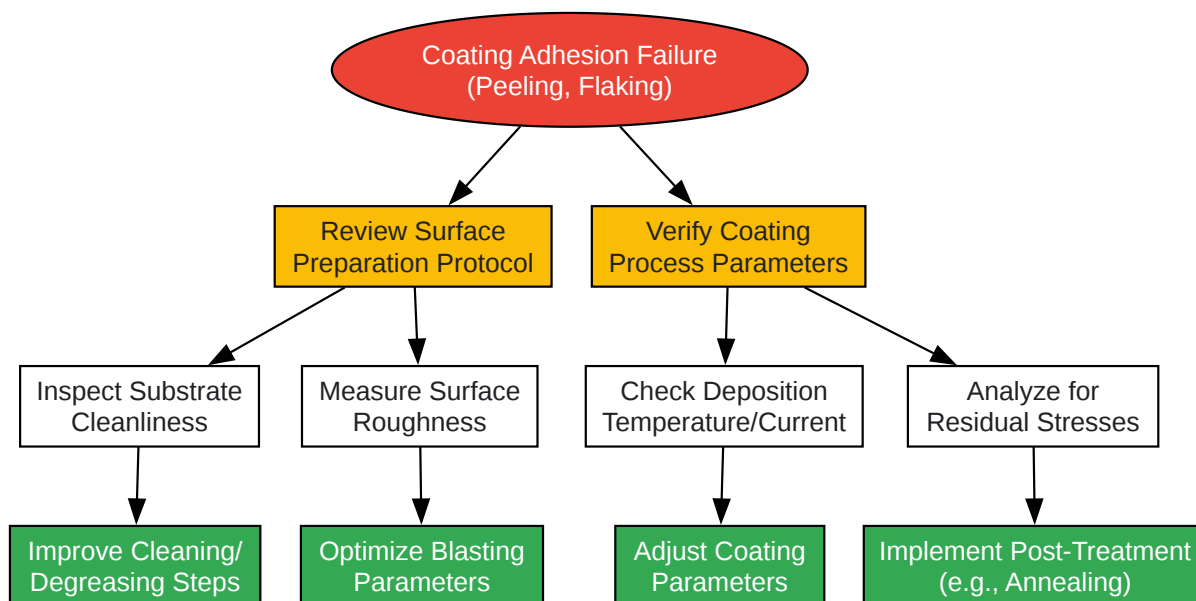 Coating Adhesion Failure
(Peeling, Flaking)
Review Surface
Preparation Protocol
Verify Coating
Process Parameters
Inspect Substrate
Cleanliness
Measure Surface
Roughness
Check Deposition
Temperature/Current
Analyze for
Residual Stresses
Improve Cleaning/
Degreasing Steps
Optimize Blasting
Parameters
Adjust Coating
Parameters
Implement Post-Treatment
(e.g., Annealing)